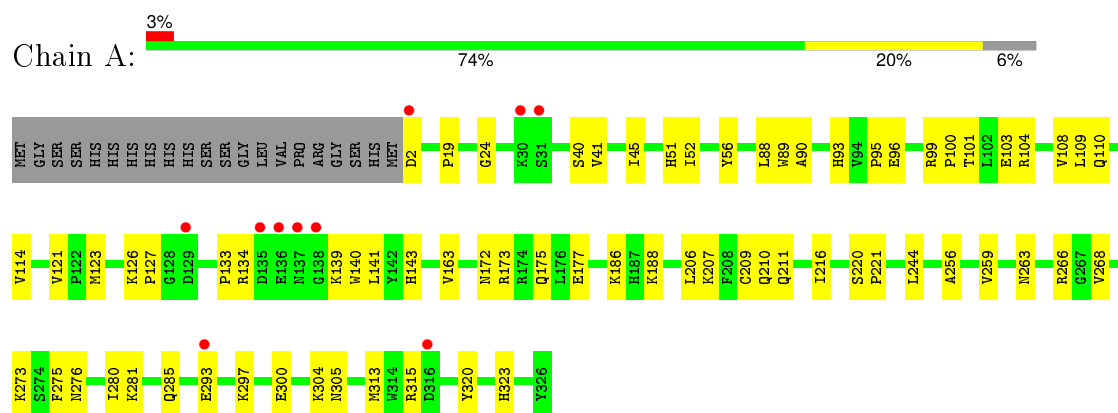 3%
Chain A:
74% 20% 6%
MET GLY SER SER HIS HIS HIS HIS HIS HIS SER SER GLY LEU VAL PRO ARG GLY SER HIS MET D2 P19 G24 K30 S31 S40 V41 I45 H51 I52 Y56 L88 W89 A90 H93 V94 P95 E96 R99 P100 T101 L102 E103 R104 V108 L109 Q110
V114 V121 P122 M123 K126 P127 G128 D129 P133 R134 D135 E136 N137 G138 K139 W140 L141 Y142 H143 V163 N172 R173 R174 Q175 L176 E177 K186 H187 K188 L206 K207 F208 C209 Q210 Q211 I216 S220 P221 L244 A256 V259 N263 R266 G267 V268
K273 S274 F275 N276 I280 K281 Q285 E293 K297 E300 K304 N305 M313 W314 R315 D316 Y320 H323 Y326